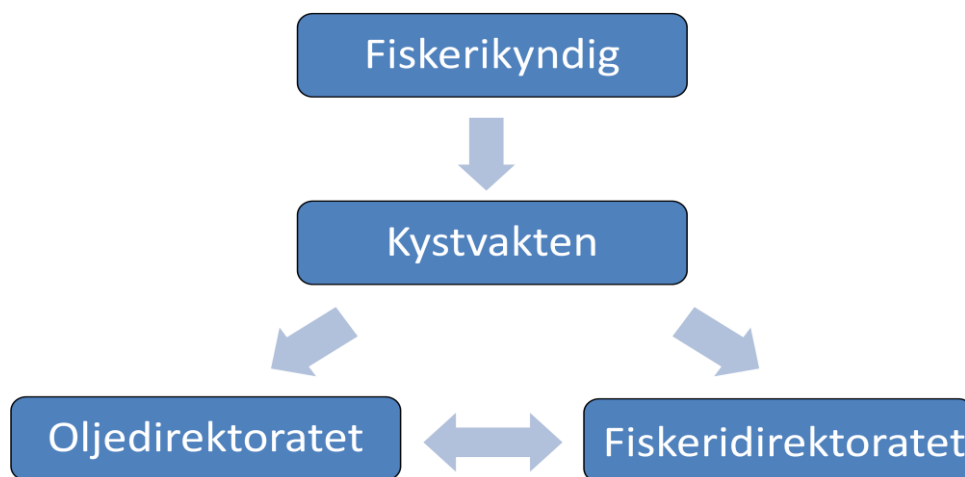 Fiskerikyndig
Kystvakten
Oljedirektoratet
Fiskeridirektoratet